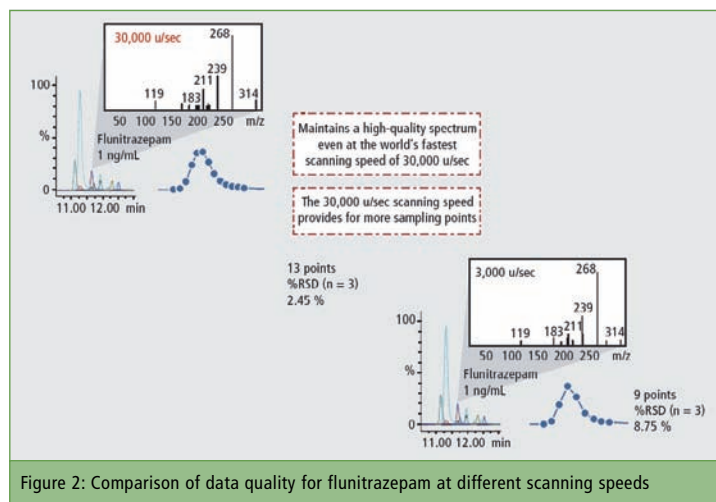 30,000 u/sec
268
239
211
183
119
314
50 100 150 200 250 m/z
100
%
0
Flunitrazepam
1 ng/mL
11.00 12.00 min
Maintains a high-quality spectrum
even at the world's fastest
scanning speed of 30,000 u/sec
The 30,000 u/sec scanning speed
provides for more sampling points
13 points
%RSD (n = 3)
2.45 %
3,000 u/sec
268
239
211
183
119
314
50 100 150 200 250 m/z
100
%
0
Flunitrazepam
1 ng/mL
11.00 12.00 min
9 points
%RSD (n = 3)
8.75 %
Figure 2: Comparison of data quality for flunitrazepam at different scanning speeds